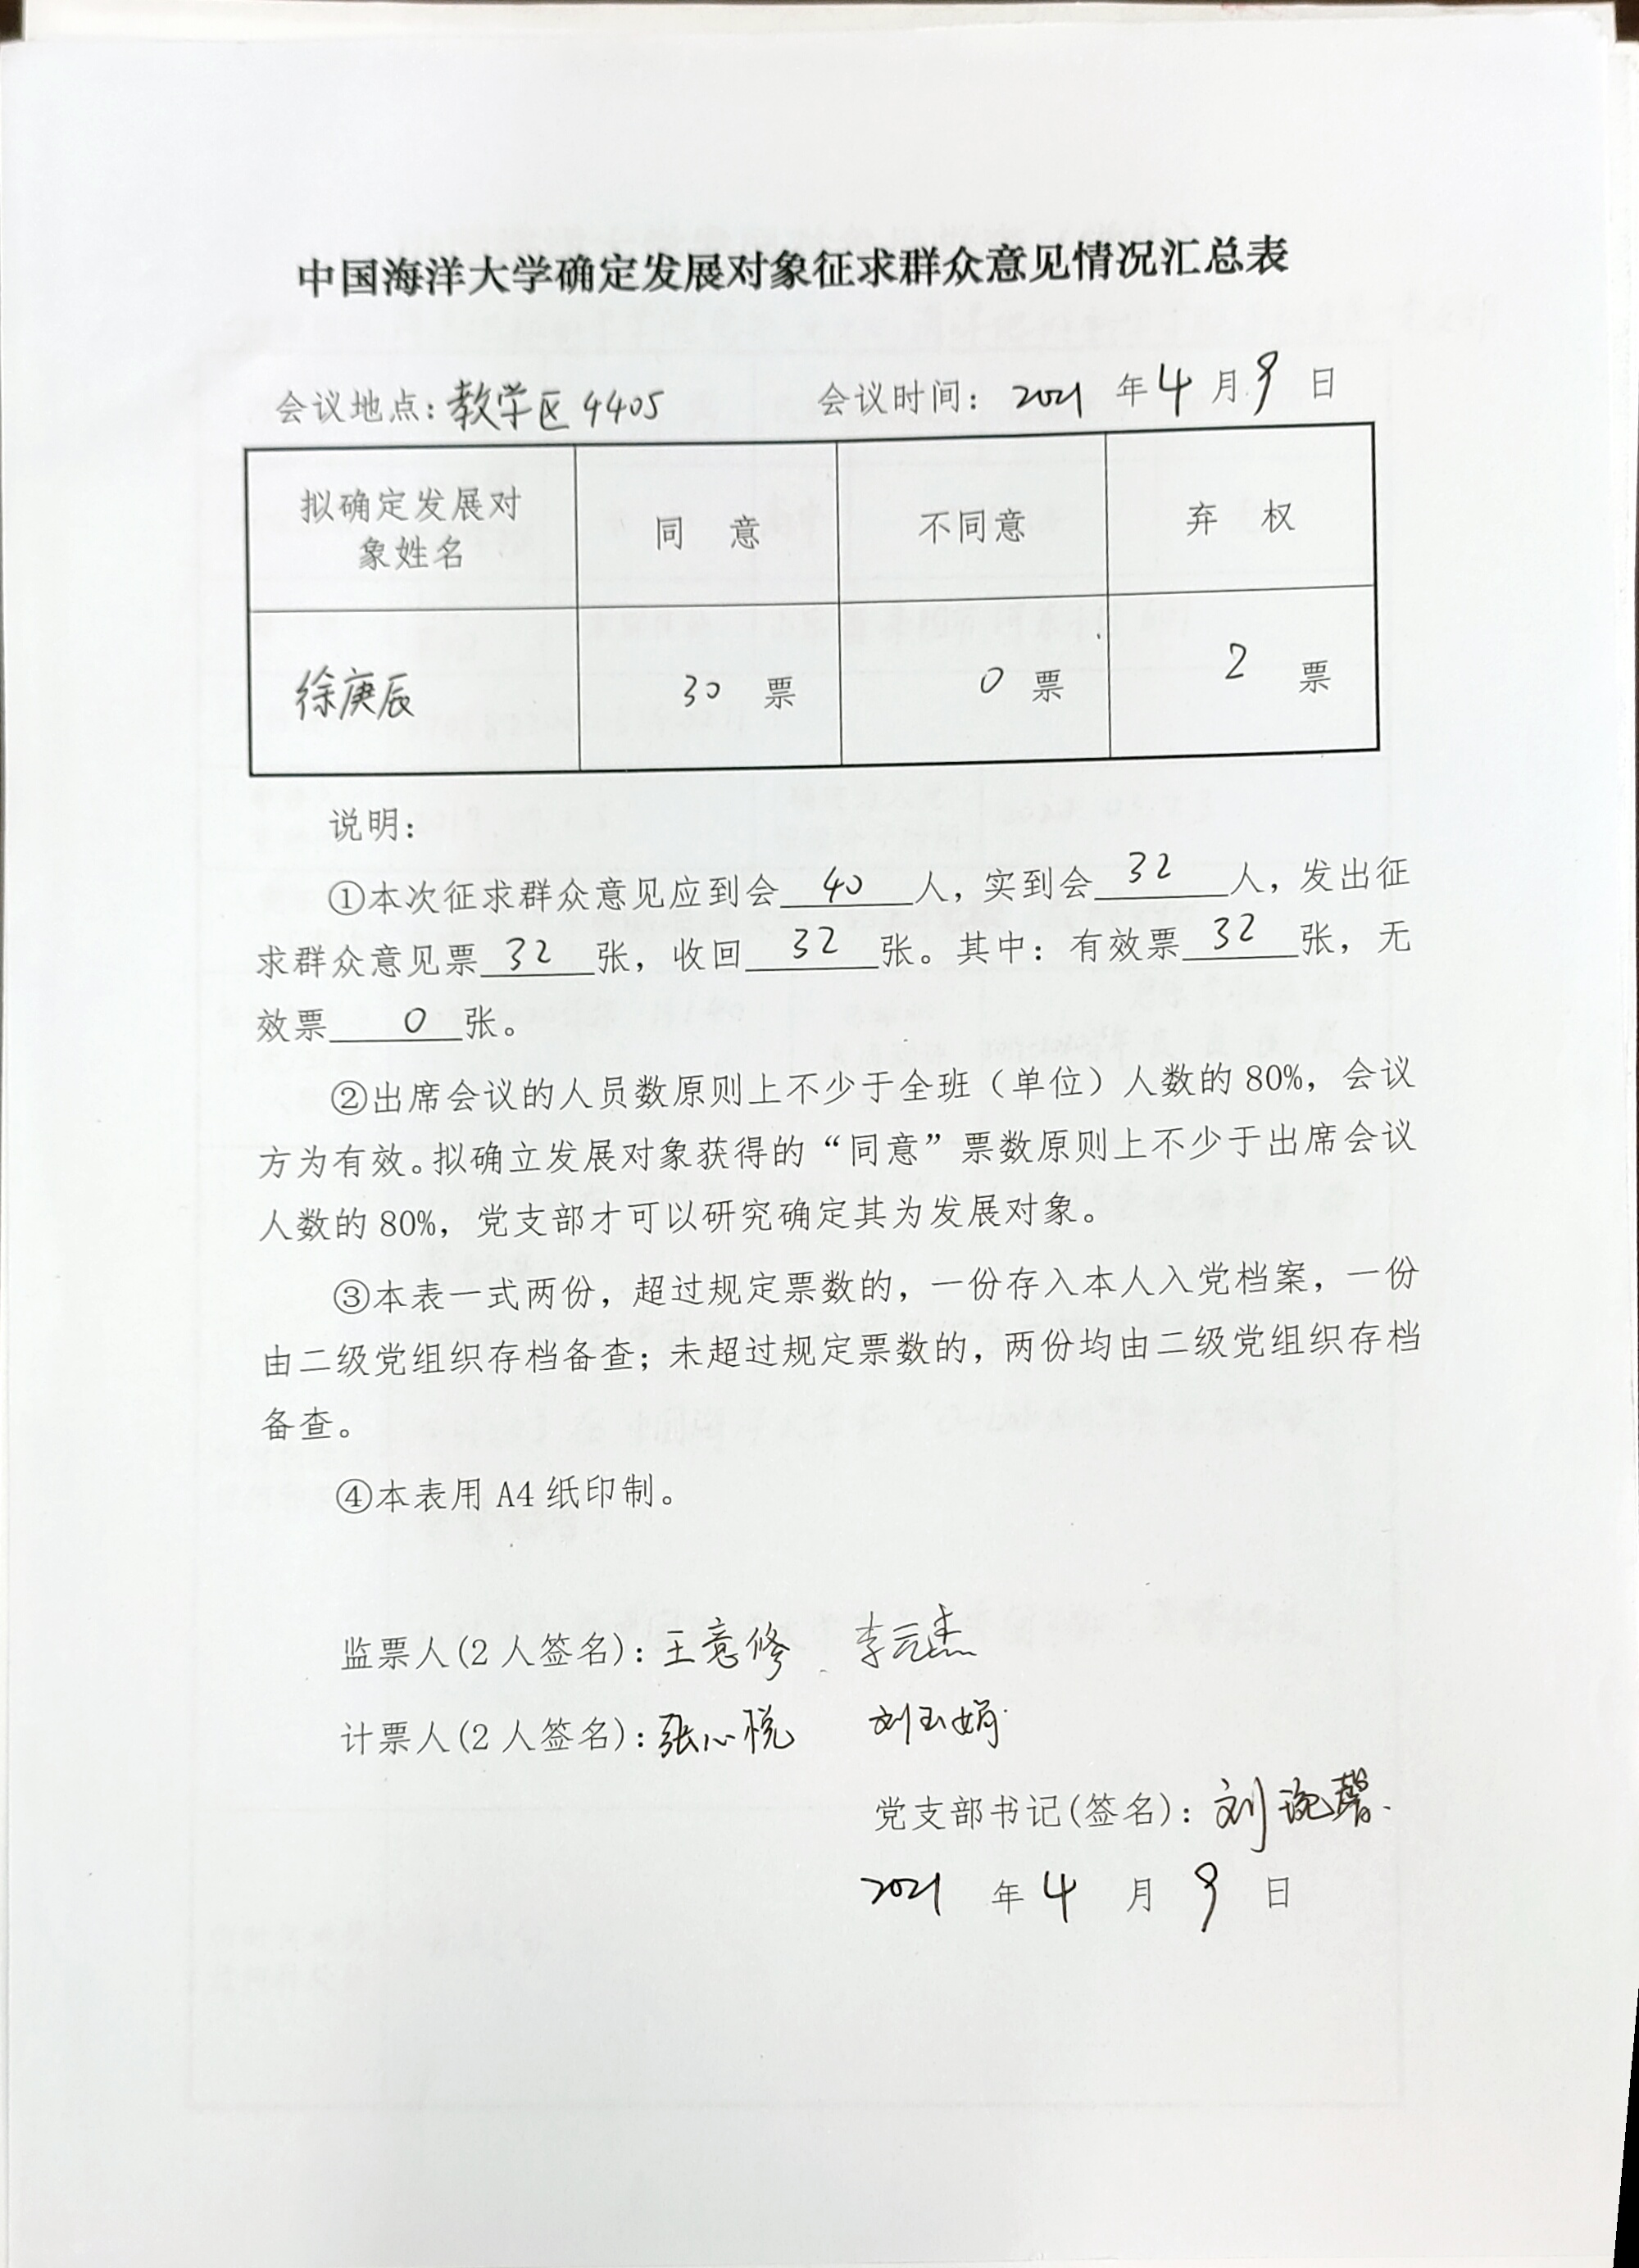 中国海洋大学确定发展对象征求群众意见情况汇总表
会议地点：教学区4405 会议时间：2021 年 4 月 9 日
拟确定发展对
象姓名
同 意
不同意
弃 权
徐庚辰
30 票
0 票
2 票
说明：
①本次征求群众意见应到会 40 人，实到会 32 人，发出征
求群众意见票 32 张，收回 32 张。其中：有效票 32 张，无
效票 0 张。
②出席会议的人员数原则上不少于全班（单位）人数的 80%，会议
方为有效。拟确立发展对象获得的“同意”票数原则上不少于出席会议
人数的 80%，党支部才可以研究确定其为发展对象。
③本表一式两份，超过规定票数的，一份存入本人入党档案，一份
由二级党组织存档备查；未超过规定票数的，两份均由二级党组织存档
备查。
④本表用 A4 纸印制。
监票人(2 人签名)：王意修 李元杰
计票人(2 人签名)：张心悦 刘玉娟
党支部书记(签名)：刘琬馨
2021 年 4 月 9 日